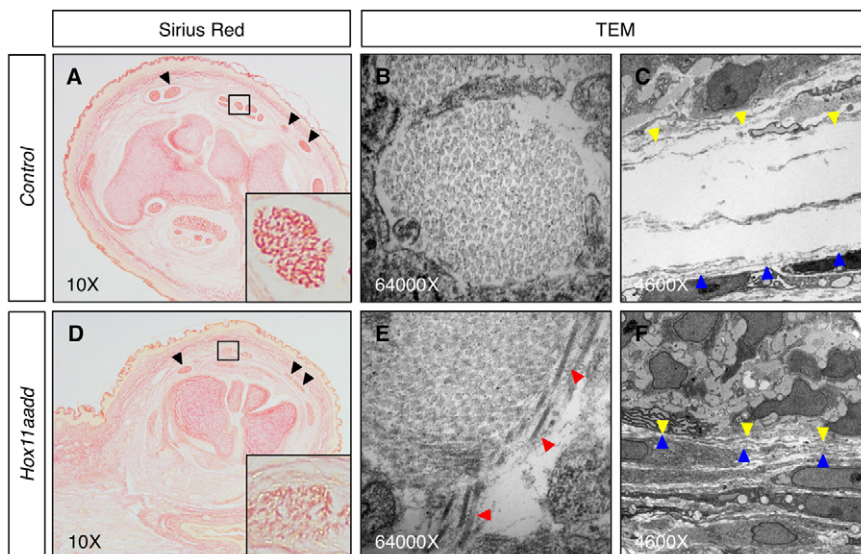 Sirius Red TEM
Control
A B C
10X 64000X 4600X
Hox11aadd
D E F
10X 64000X 4600X